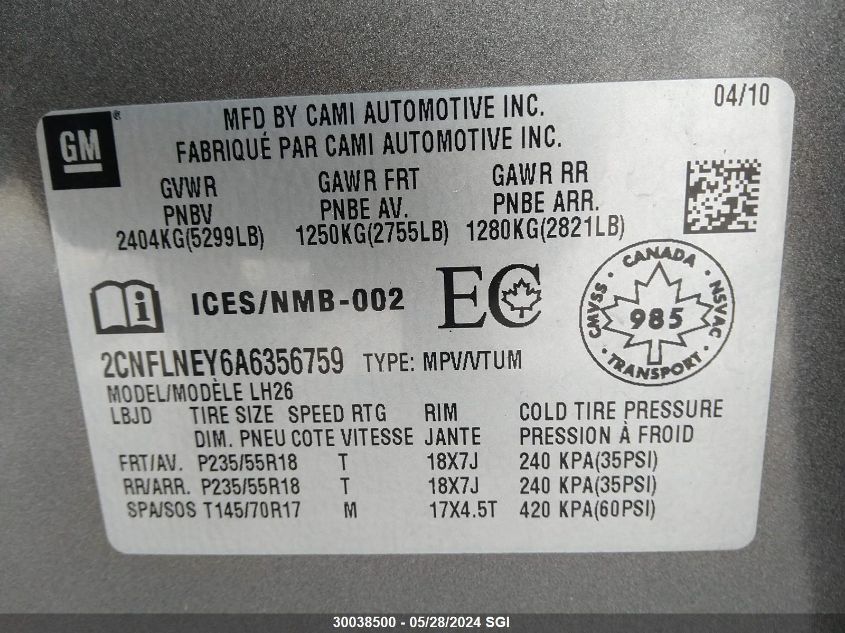 04/10
GM
MFD BY CAMI AUTOMOTIVE INC.
FABRIQUÉ PAR CAMI AUTOMOTIVE INC.
GVWR GAWR FRT GAWR RR
PNBV PNBE AV. PNBE ARR.
2404KG(5299LB) 1250KG(2755LB) 1280KG(2821LB)
i ICES/NMB-002 EC
CANADA
CMVSS 985 NSVAC
TRANSPORT
2CNFLNEY6A6356759 TYPE: MPV/VTUM
MODEL/MODÈLE LH26
LBJD TIRE SIZE SPEED RTG RIM COLD TIRE PRESSURE
DIM. PNEU COTE VITESSE JANTE PRESSION À FROID
FRT/AV. P235/55R18 T 18X7J 240 KPA(35PSI)
RR/ARR. P235/55R18 T 18X7J 240 KPA(35PSI)
SPA/SOS T145/70R17 M 17X4.5T 420 KPA(60PSI)
30038500 - 05/28/2024 SGI